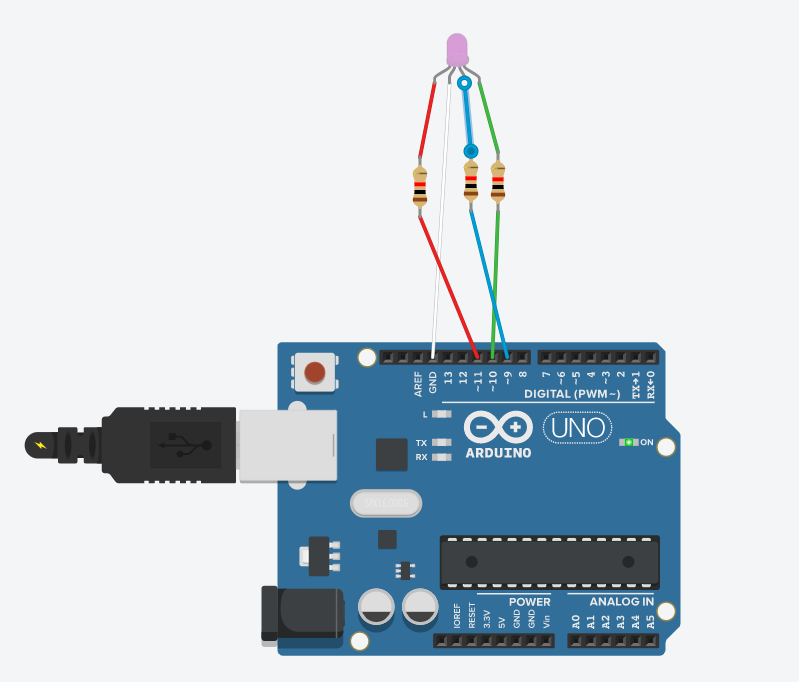 AREF
GND
13
12
~11
~10
~9
8
7
~6
~5
4
~3
2
TX→1
RX←0
DIGITAL (PWM~)
L
TX
RX
ARDUINO
UNO
ON
POWER
ANALOG IN
IOREF
RESET
3.3V
5V
GND
GND
Vin
A0
A1
A2
A3
A4
A5